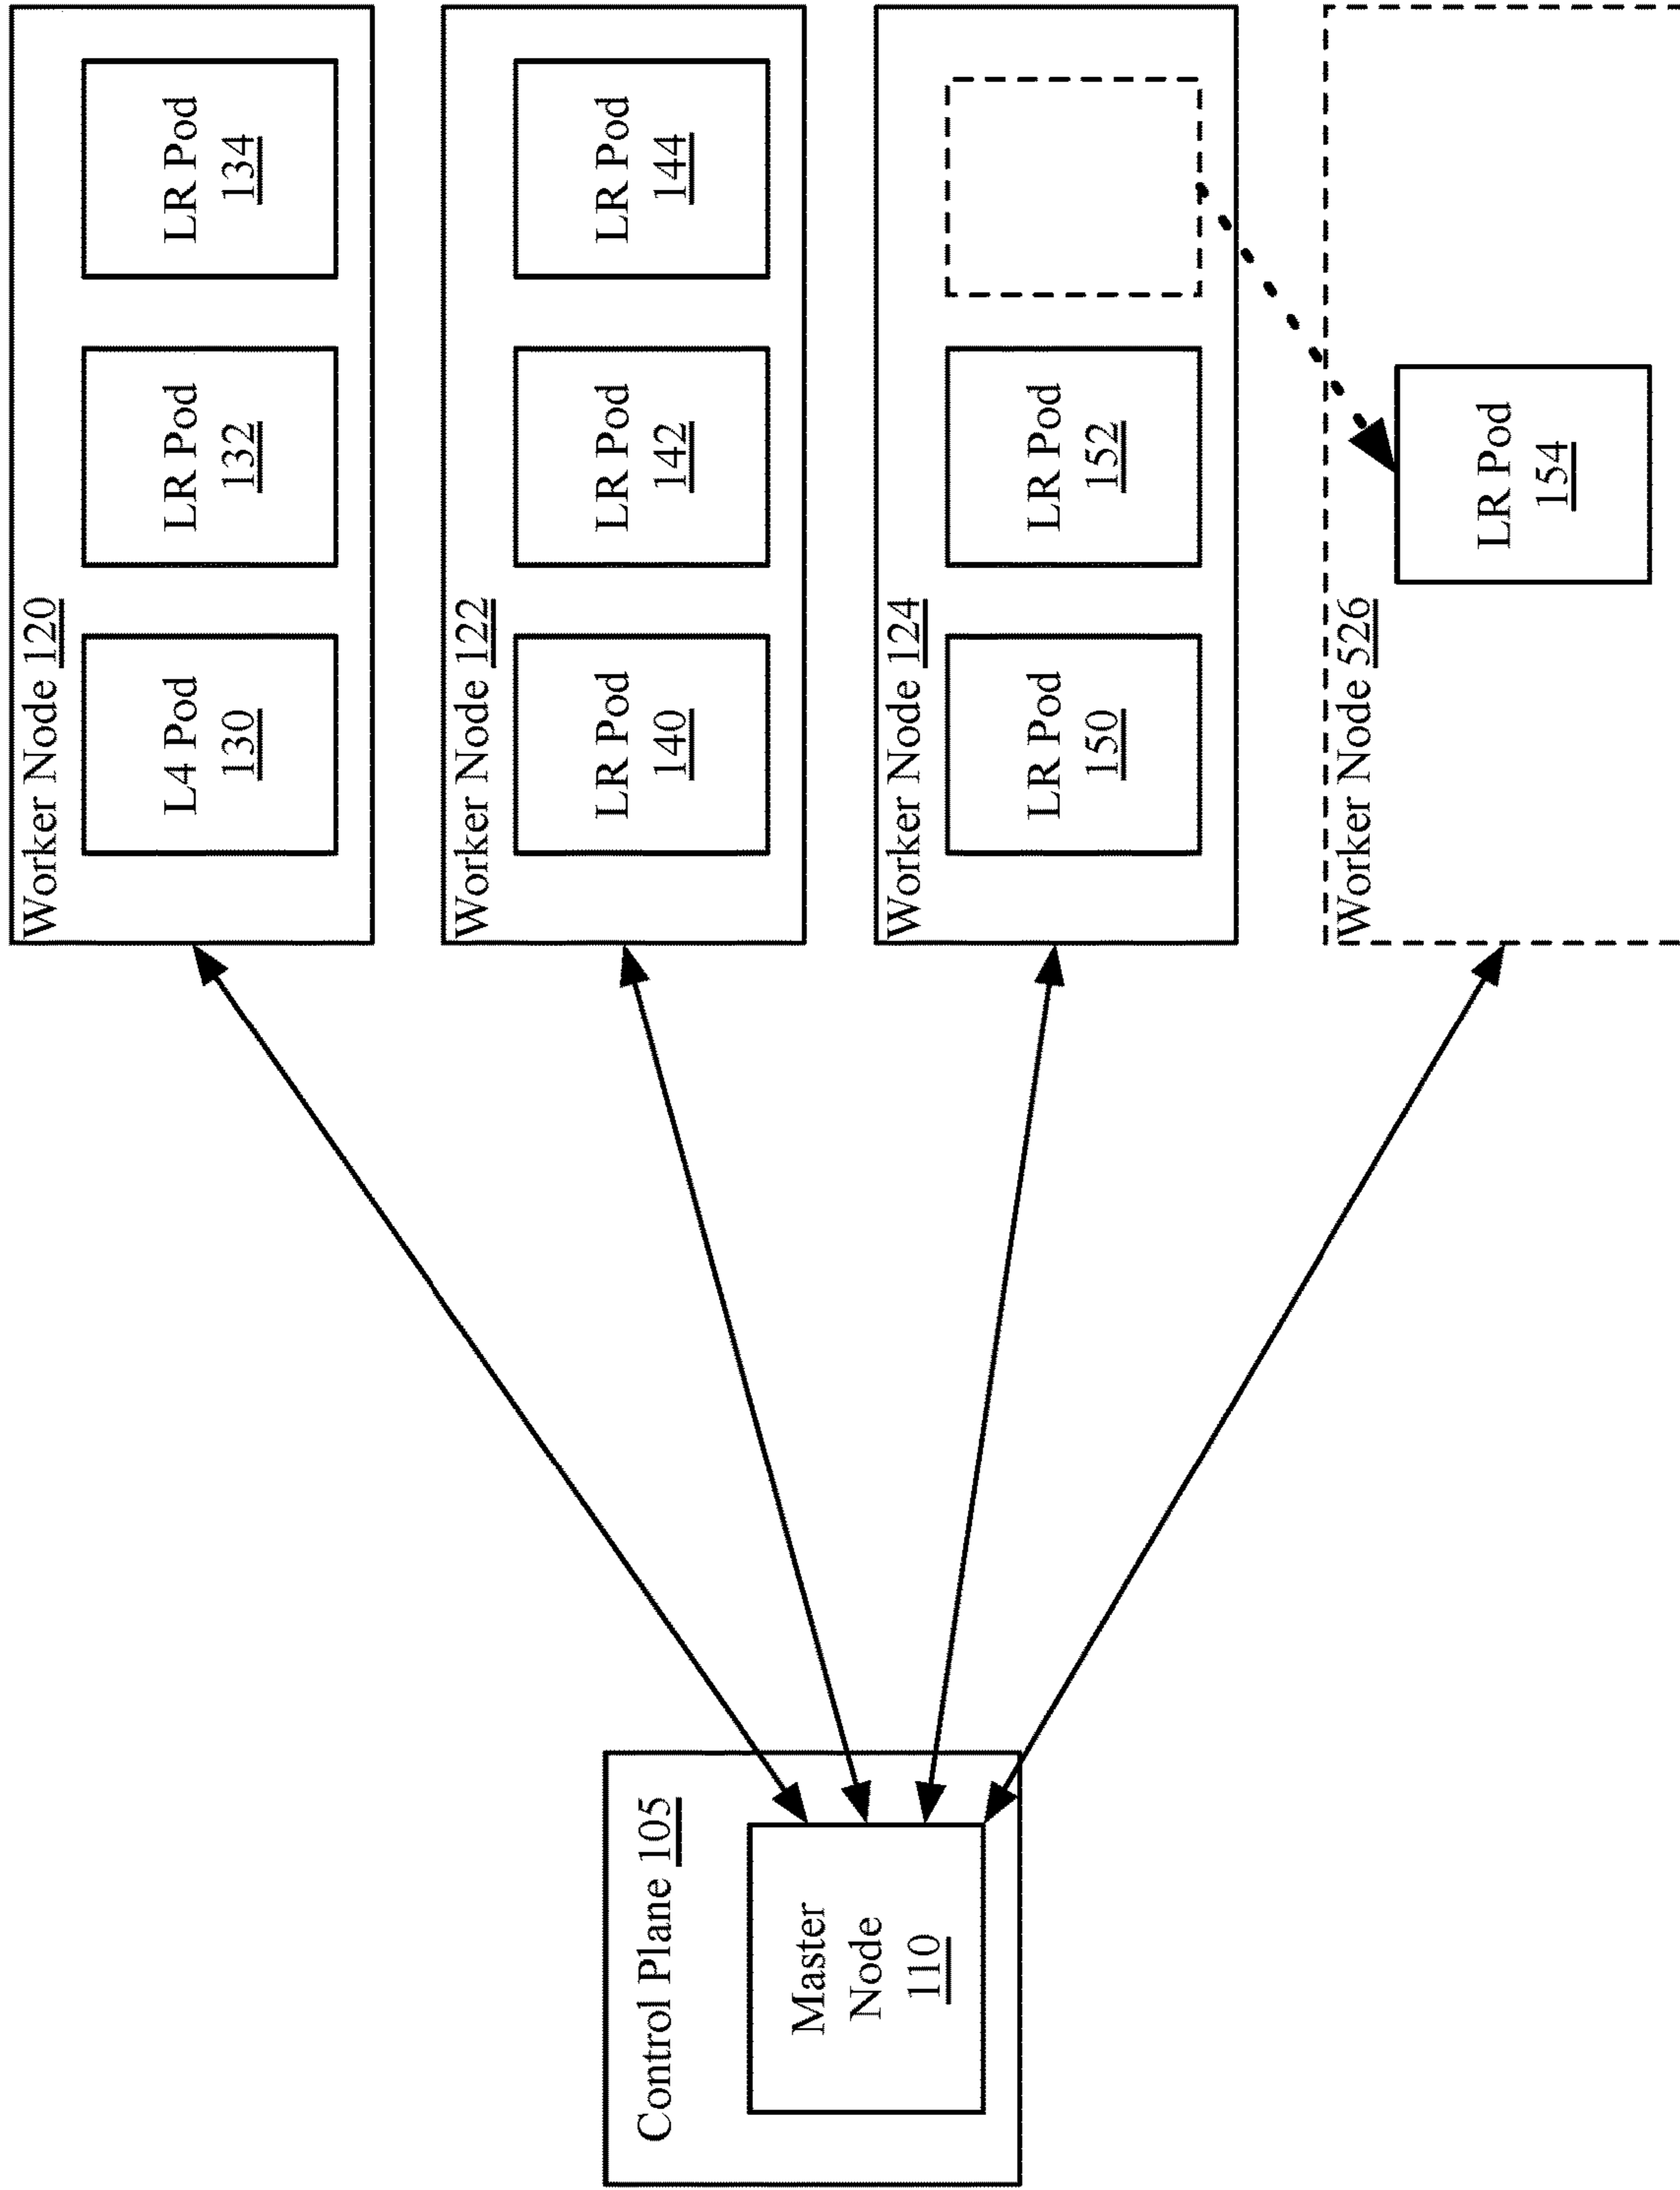 Control Plane 105
Master
Node
110
Worker Node 120
L4 Pod
130
LR Pod
132
LR Pod
134
Worker Node 122
LR Pod
140
LR Pod
142
LR Pod
144
Worker Node 124
LR Pod
150
LR Pod
152
Worker Node 526
LR Pod
154